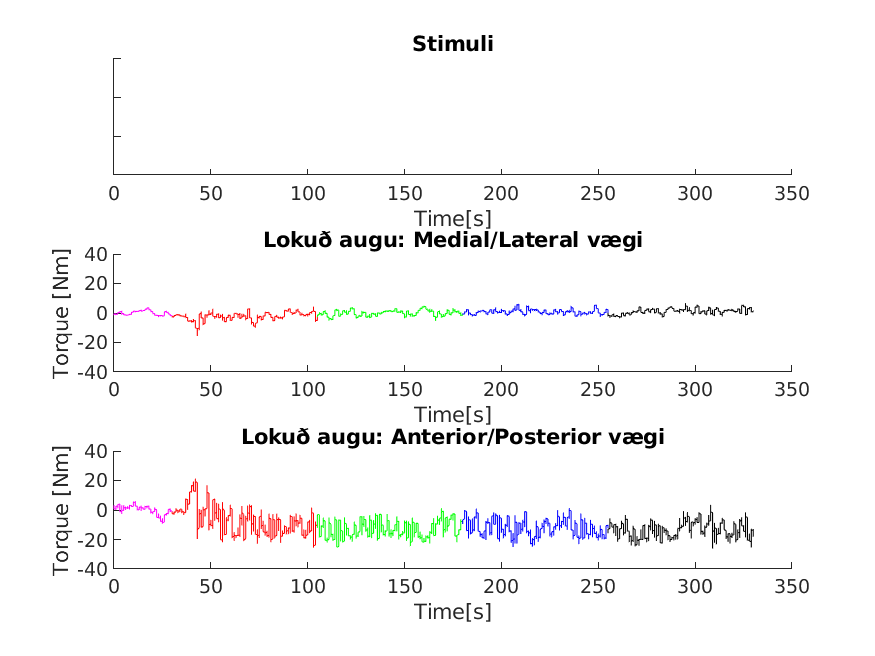 Stimuli
0 50 100 150 200 250 300 350
Time[s]
Lokuð augu: Medial/Lateral vægi
Torque [Nm]
40
20
0
-20
-40
0 50 100 150 200 250 300 350
Time[s]
Lokuð augu: Anterior/Posterior vægi
Torque [Nm]
40
20
0
-20
-40
0 50 100 150 200 250 300 350
Time[s]